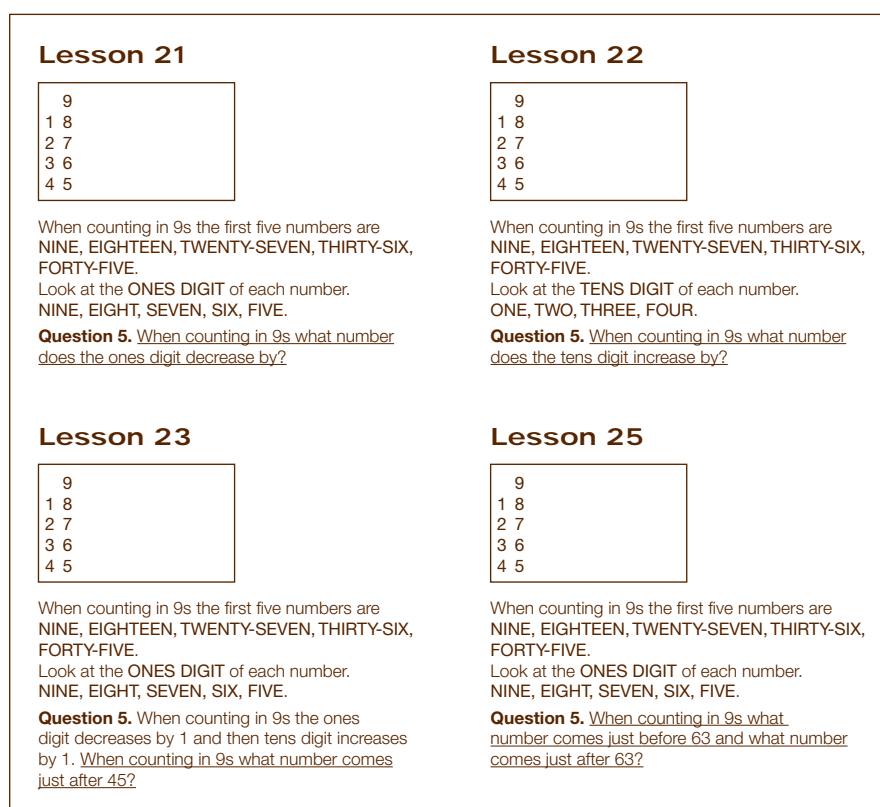 Lesson 21
9
1 8
2 7
3 6
4 5
When counting in 9s the first five numbers are
NINE, EIGHTEEN, TWENTY-SEVEN, THIRTY-SIX,
FORTY-FIVE.
Look at the ONES DIGIT of each number.
NINE, EIGHT, SEVEN, SIX, FIVE.
Question 5. When counting in 9s what number
does the ones digit decrease by?
Lesson 22
9
1 8
2 7
3 6
4 5
When counting in 9s the first five numbers are
NINE, EIGHTEEN, TWENTY-SEVEN, THIRTY-SIX,
FORTY-FIVE.
Look at the TENS DIGIT of each number.
ONE, TWO, THREE, FOUR.
Question 5. When counting in 9s what number
does the tens digit increase by?
Lesson 23
9
1 8
2 7
3 6
4 5
When counting in 9s the first five numbers are
NINE, EIGHTEEN, TWENTY-SEVEN, THIRTY-SIX,
FORTY-FIVE.
Look at the ONES DIGIT of each number.
NINE, EIGHT, SEVEN, SIX, FIVE.
Question 5. When counting in 9s the ones
digit decreases by 1 and then tens digit increases
by 1. When counting in 9s what number comes
just after 45?
Lesson 25
9
1 8
2 7
3 6
4 5
When counting in 9s the first five numbers are
NINE, EIGHTEEN, TWENTY-SEVEN, THIRTY-SIX,
FORTY-FIVE.
Look at the ONES DIGIT of each number.
NINE, EIGHT, SEVEN, SIX, FIVE.
Question 5. When counting in 9s what
number comes just before 63 and what number
comes just after 63?